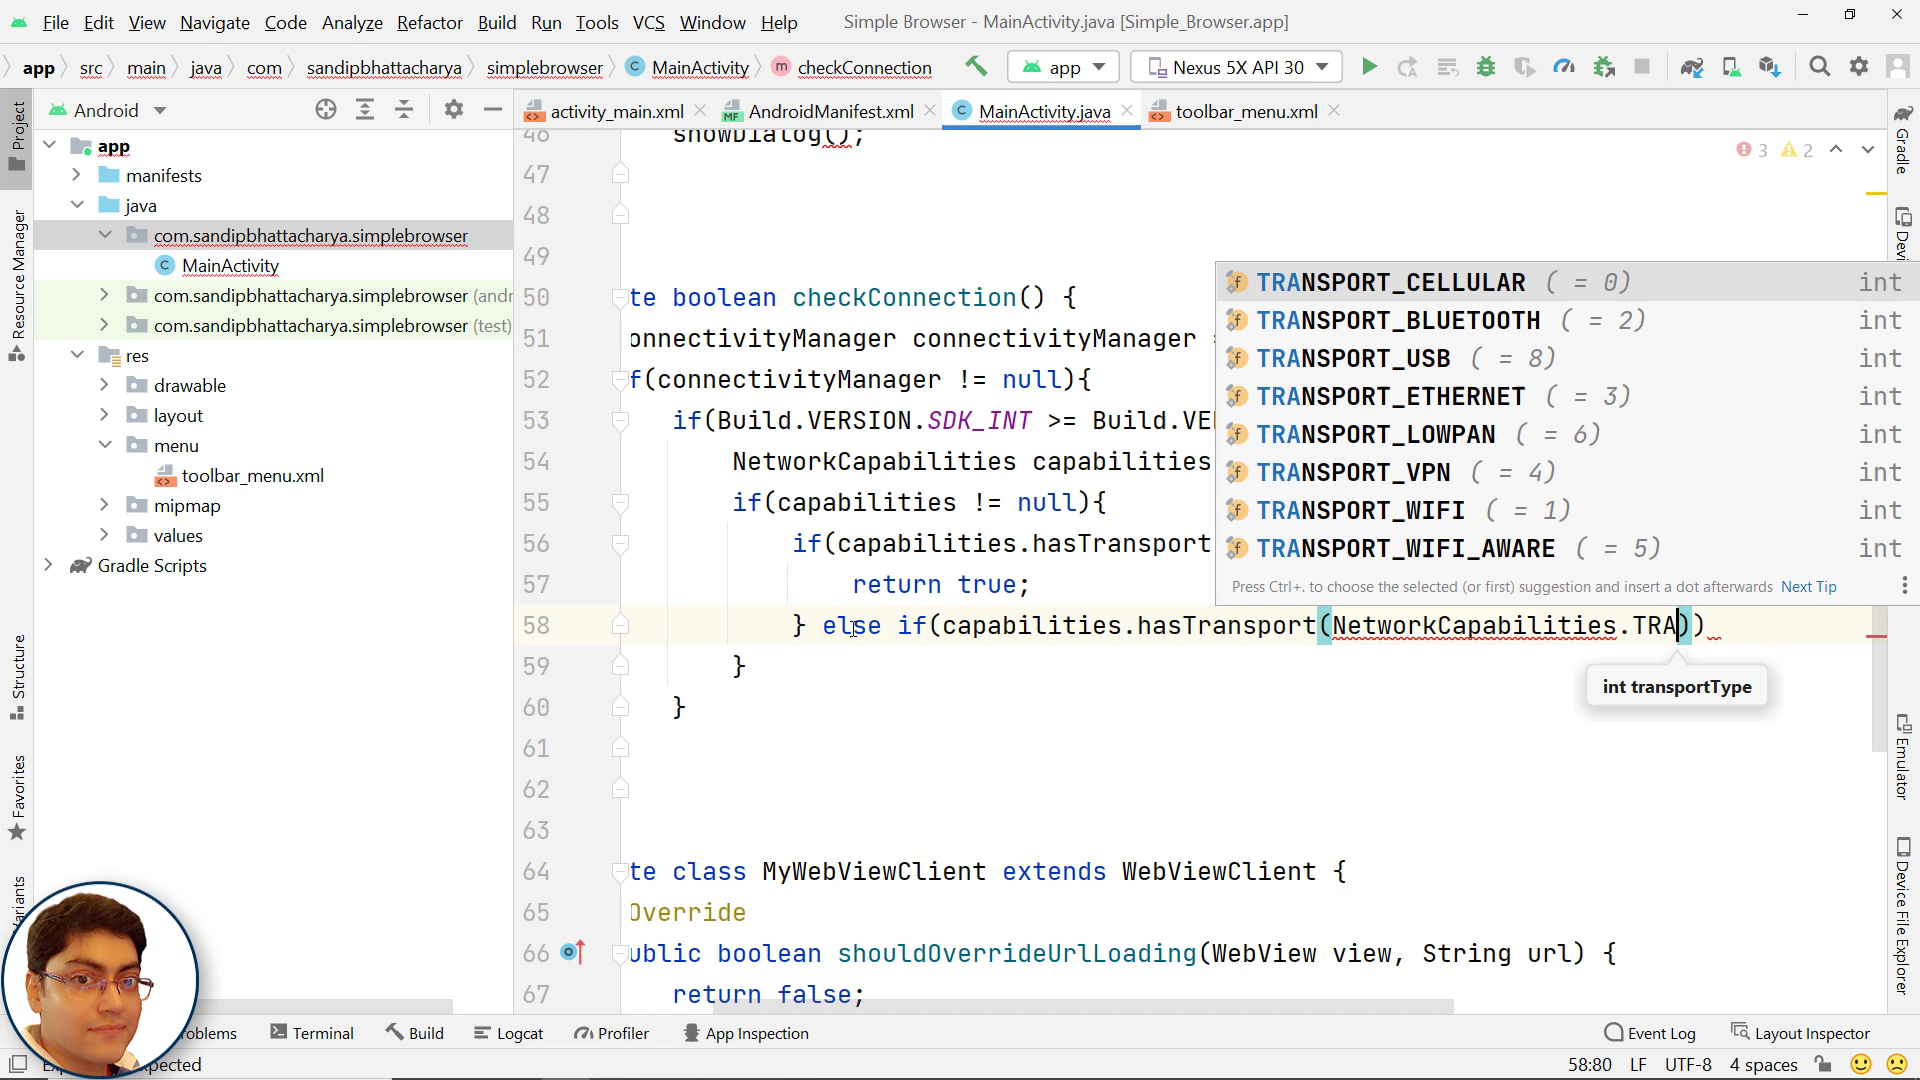 File Edit View Navigate Code Analyze Refactor Build Run Tools VCS Window Help Simple Browser - MainActivity.java [Simple_Browser.app]
app src main java com sandipbhattacharya simplebrowser MainActivity checkConnection app Nexus 5X API 30
Android activity_main.xml AndroidManifest.xml MainActivity.java toolbar_menu.xml
Project
Resource Manager
Structure
Favorites
app
manifests
java
com.sandipbhattacharya.simplebrowser
MainActivity
com.sandipbhattacharya.simplebrowser (andr
com.sandipbhattacharya.simplebrowser (test)
res
drawable
layout
menu
toolbar_menu.xml
mipmap
values
Gradle Scripts
46 showDialog();
3 2
47
48
49
50 te boolean checkConnection() {
51 onnectivityManager connectivityManager
52 f(connectivityManager != null){
53 if(Build.VERSION.SDK_INT >= Build.VE
54 NetworkCapabilities capabilities
55 if(capabilities != null){
56 if(capabilities.hasTransport
57 return true;
58 } else if(capabilities.hasTransport(NetworkCapabilities.TRA))
59 }
60 }
61
62
63
64 te class MyWebViewClient extends WebViewClient {
65 Override
66 ublic boolean shouldOverrideUrlLoading(WebView view, String url) {
67 return false;
TRANSPORT_CELLULAR ( = 0) int
TRANSPORT_BLUETOOTH ( = 2) int
TRANSPORT_USB ( = 8) int
TRANSPORT_ETHERNET ( = 3) int
TRANSPORT_LOWPAN ( = 6) int
TRANSPORT_VPN ( = 4) int
TRANSPORT_WIFI ( = 1) int
TRANSPORT_WIFI_AWARE ( = 5) int
Press Ctrl+. to choose the selected (or first) suggestion and insert a dot afterwards Next Tip
int transportType
Gradle
Emulator
Device File Explorer
Terminal Build Logcat Profiler App Inspection Event Log Layout Inspector
58:80 LF UTF-8 4 spaces